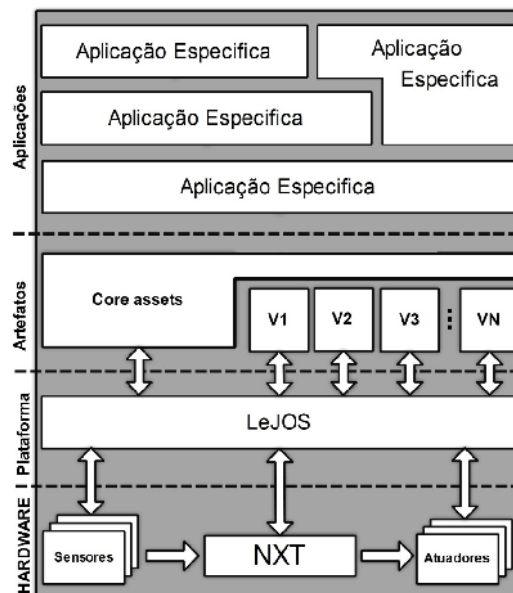 Aplicações
Aplicação Especifica
Aplicação
Especifica
Aplicação Especifica
Aplicação Especifica
Artefatos
Core assets
V1
V2
V3
VN
Plataforma
LeJOS
HARDWARE
Sensores
NXT
Atuadores